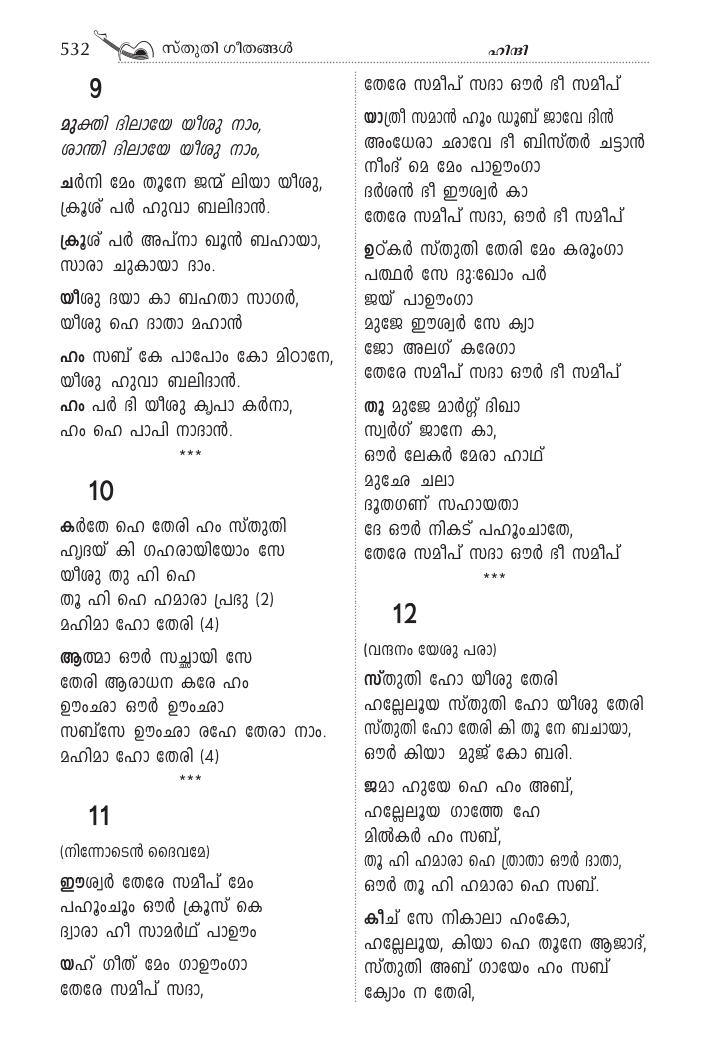 532 സ്തുതി ഗീതങ്ങൾ ഹിന്ദി
9
മുക്തി ദിലായേ യീശു നാം,
ശാന്തി ദിലായേ യീശു നാം,
ചർനി മേം തൂനേ ജന്മ് ലിയാ യീശു,
ക്രൂശ് പർ ഹുവാ ബലിദാൻ.
ക്രൂശ് പർ അപ്നാ ഖൂൻ ബഹായാ,
സാരാ ചുകായാ ദാം.
യീശു ദയാ കാ ബഹതാ സാഗർ,
യീശു ഹെ ദാതാ മഹാൻ
ഹം സബ് കേ പാപോം കോ മിഠാനേ,
യീശു ഹുവാ ബലിദാൻ.
ഹം പർ ഭി യീശു കൃപാ കർനാ,
ഹം ഹെ പാപി നാദാൻ.
***
10
കർതേ ഹെ തേരി ഹം സ്തുതി
ഹൃദയ് കി ഗഹരായിയോം സേ
യീശു തു ഹി ഹെ
തൂ ഹി ഹെ ഹമാരാ പ്രഭു (2)
മഹിമാ ഹോ തേരി (4)
ആത്മാ ഔർ സച്ഛായി സേ
തേരി ആരാധന കരേ ഹം
ഊംഛാ ഔർ ഊംഛാ
സബ്സേ ഊംഛാ രഹേ തേരാ നാം.
മഹിമാ ഹോ തേരി (4)
***
11
(നിന്നോടെൻ ദൈവമേ)
ഈശ്വർ തേരേ സമീപ് മേം
പഹൂംചൂം ഔർ ക്രൂസ് കെ
ദ്വാരാ ഹീ സാമർഥ് പാഊം
യഹ് ഗീത് മേം ഗാഊംഗാ
തേരേ സമീപ് സദാ,
തേരേ സമീപ് സദാ ഔർ ഭീ സമീപ്
യാത്രീ സമാൻ ഹൂം ഡൂബ് ജാവേ ദിൻ
അംധേരാ ഛാവേ ഭീ ബിസ്തർ ചട്ടാൻ
നീംദ് മെ മേം പാഊംഗാ
ദർശൻ ഭീ ഈശ്വർ കാ
തേരേ സമീപ് സദാ, ഔർ ഭീ സമീപ്
ഉഠ്കർ സ്തുതി തേരി മേം കരൂംഗാ
പത്ഥർ സേ ദു:ഖോം പർ
ജയ് പാഊംഗാ
മുജേ ഈശ്വർ സേ ക്യാ
ജോ അലഗ് കരേഗാ
തേരേ സമീപ് സദാ ഔർ ഭീ സമീപ്
തൂ മുജേ മാർഗ്ഗ് ദിഖാ
സ്വർഗ് ജാനേ കാ,
ഔർ ലേകർ മേരാ ഹാഥ്
മുഛേ ചലാ
ദൂതഗണ് സഹായതാ
ദേ ഔർ നികട് പഹൂംചാതേ,
തേരേ സമീപ് സദാ ഔർ ഭീ സമീപ്
***
12
(വന്ദനം യേശു പരാ)
സ്തുതി ഹോ യീശു തേരി
ഹല്ലേലൂയ സ്തുതി ഹോ യീശു തേരി
സ്തുതി ഹോ തേരി കി തൂ നേ ബചായാ,
ഔർ കിയാ മുജ് കോ ബരി.
ജമാ ഹുയേ ഹെ ഹം അബ്,
ഹല്ലേലൂയ ഗാത്തേ ഹേ
മിൽകർ ഹം സബ്,
തൂ ഹി ഹമാരാ ഹെ ത്രാതാ ഔർ ദാതാ,
ഔർ തൂ ഹി ഹമാരാ ഹെ സബ്.
കീച് സേ നികാലാ ഹംകോ,
ഹല്ലേലൂയ, കിയാ ഹെ തൂനേ ആജാദ്,
സ്തുതി അബ് ഗായേം ഹം സബ്
ക്യോം ന തേരി,